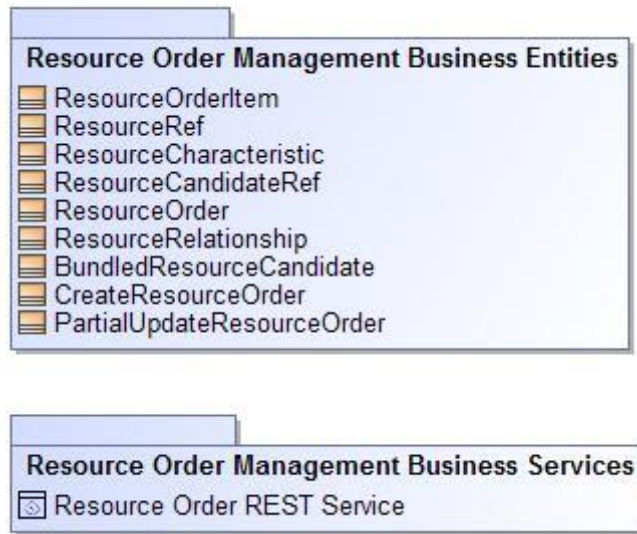 Resource Order Management Business Entities
ResourceOrderItem
ResourceRef
ResourceCharacteristic
ResourceCandidateRef
ResourceOrder
ResourceRelationship
BundledResourceCandidate
CreateResourceOrder
PartialUpdateResourceOrder
Resource Order Management Business Services
Resource Order REST Service